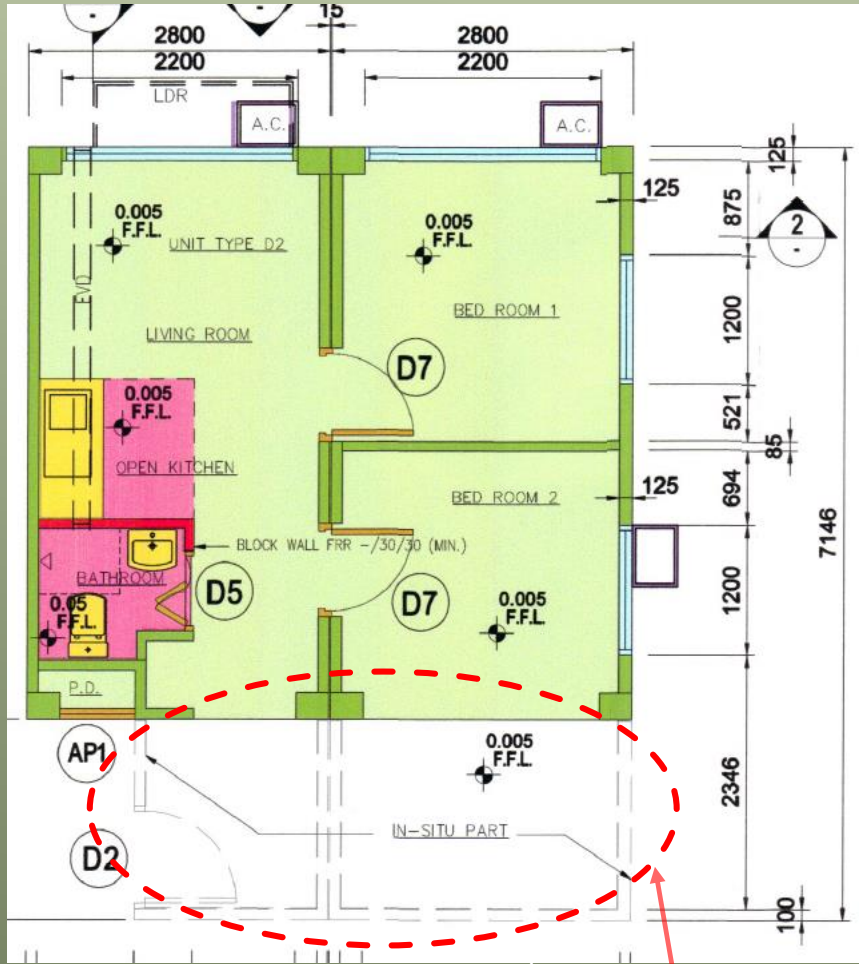 -
-
15
2800
2800
2200
2200
LDR
A.C.
A.C.
125
125
875
2
-
0.005
F.F.L.
0.005
F.F.L.
UNIT TYPE D2
EVD
LIVING ROOM
BED ROOM 1
1200
D7
0.005
F.F.L.
521
OPEN KITCHEN
85
BED ROOM 2
125
694
7146
BLOCK WALL FRR -/30/30 (MIN.)
BATHROOM
D5
D7
1200
0.05
F.F.L.
0.005
F.F.L.
P.D.
AP1
0.005
F.F.L.
2346
IN-SITU PART
D2
100